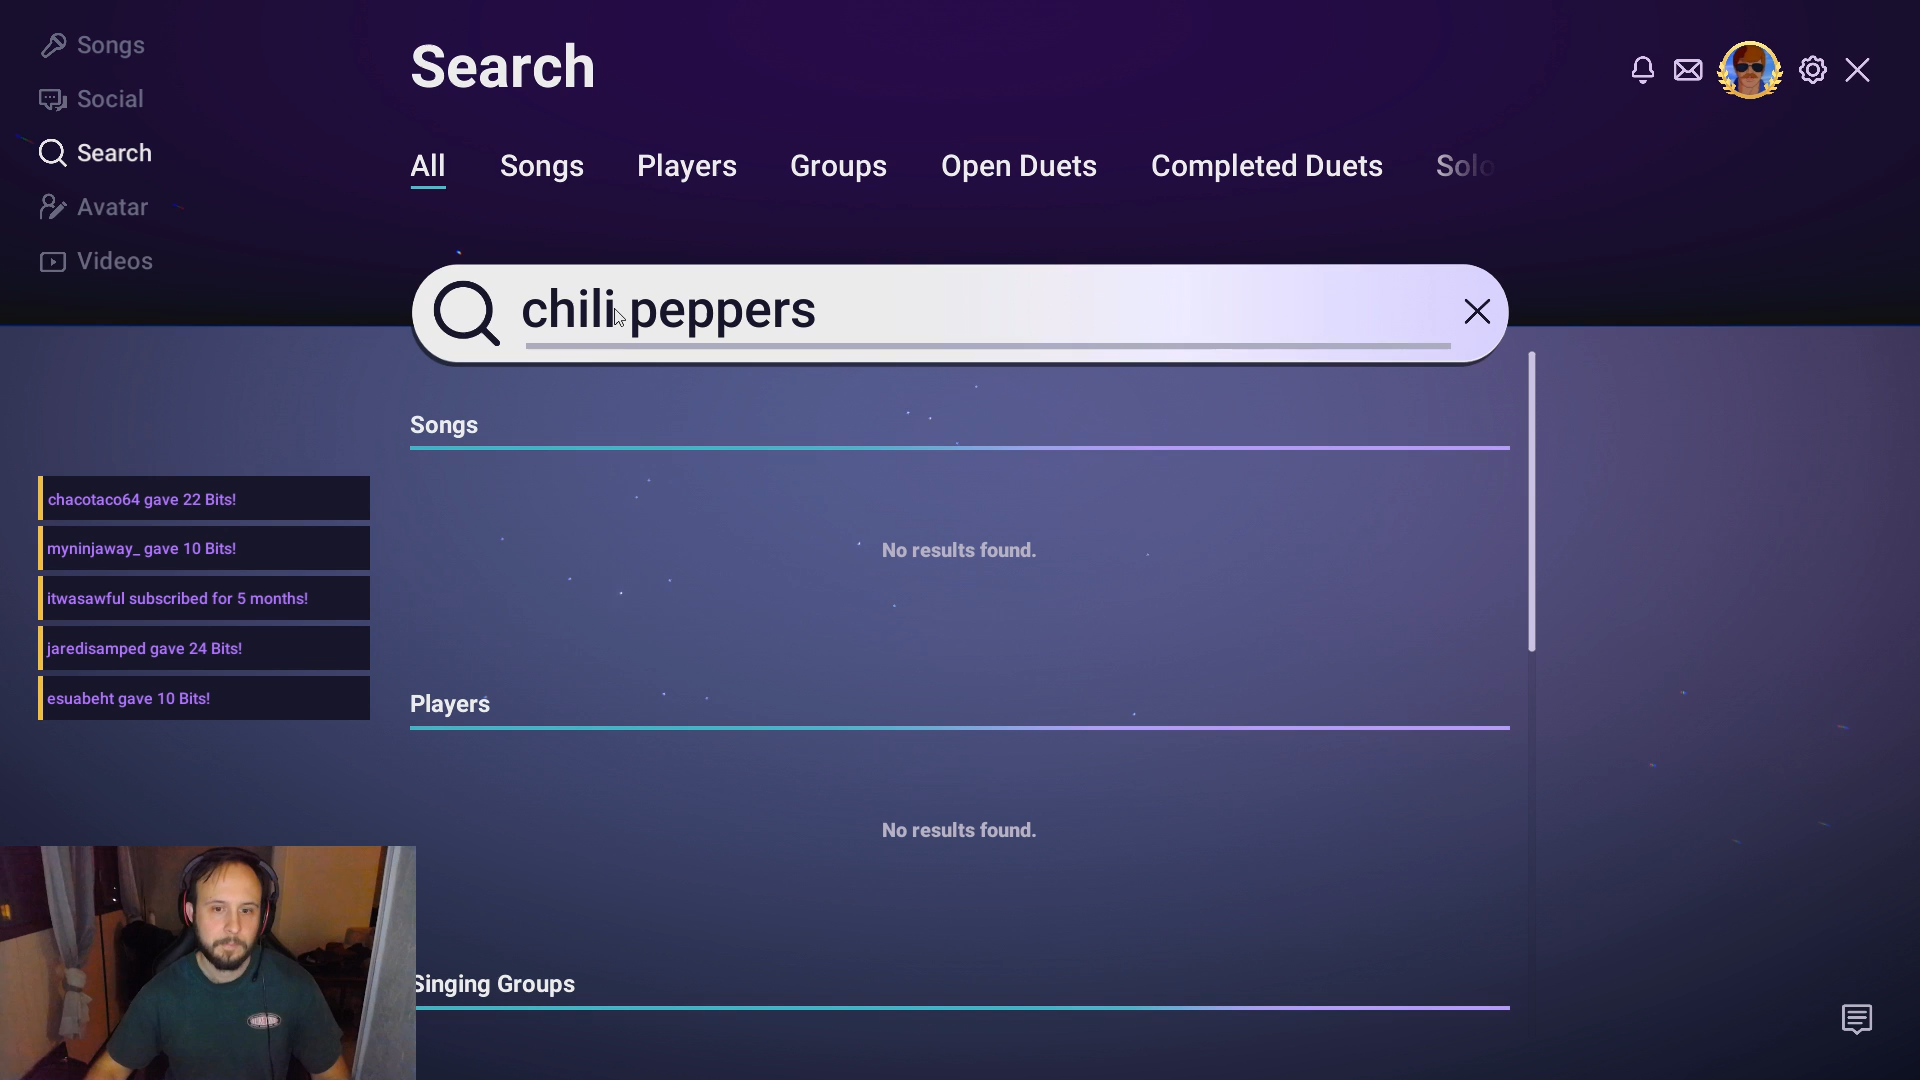 Songs
Social
Search
Avatar
Videos
Search
All Songs Players Groups Open Duets Completed Duets Solo
chili peppers
Songs
No results found.
Players
No results found.
Singing Groups
chacotaco64 gave 22 Bits!
myninjaway_ gave 10 Bits!
itwasawful subscribed for 5 months!
jaredisamped gave 24 Bits!
esuabeht gave 10 Bits!